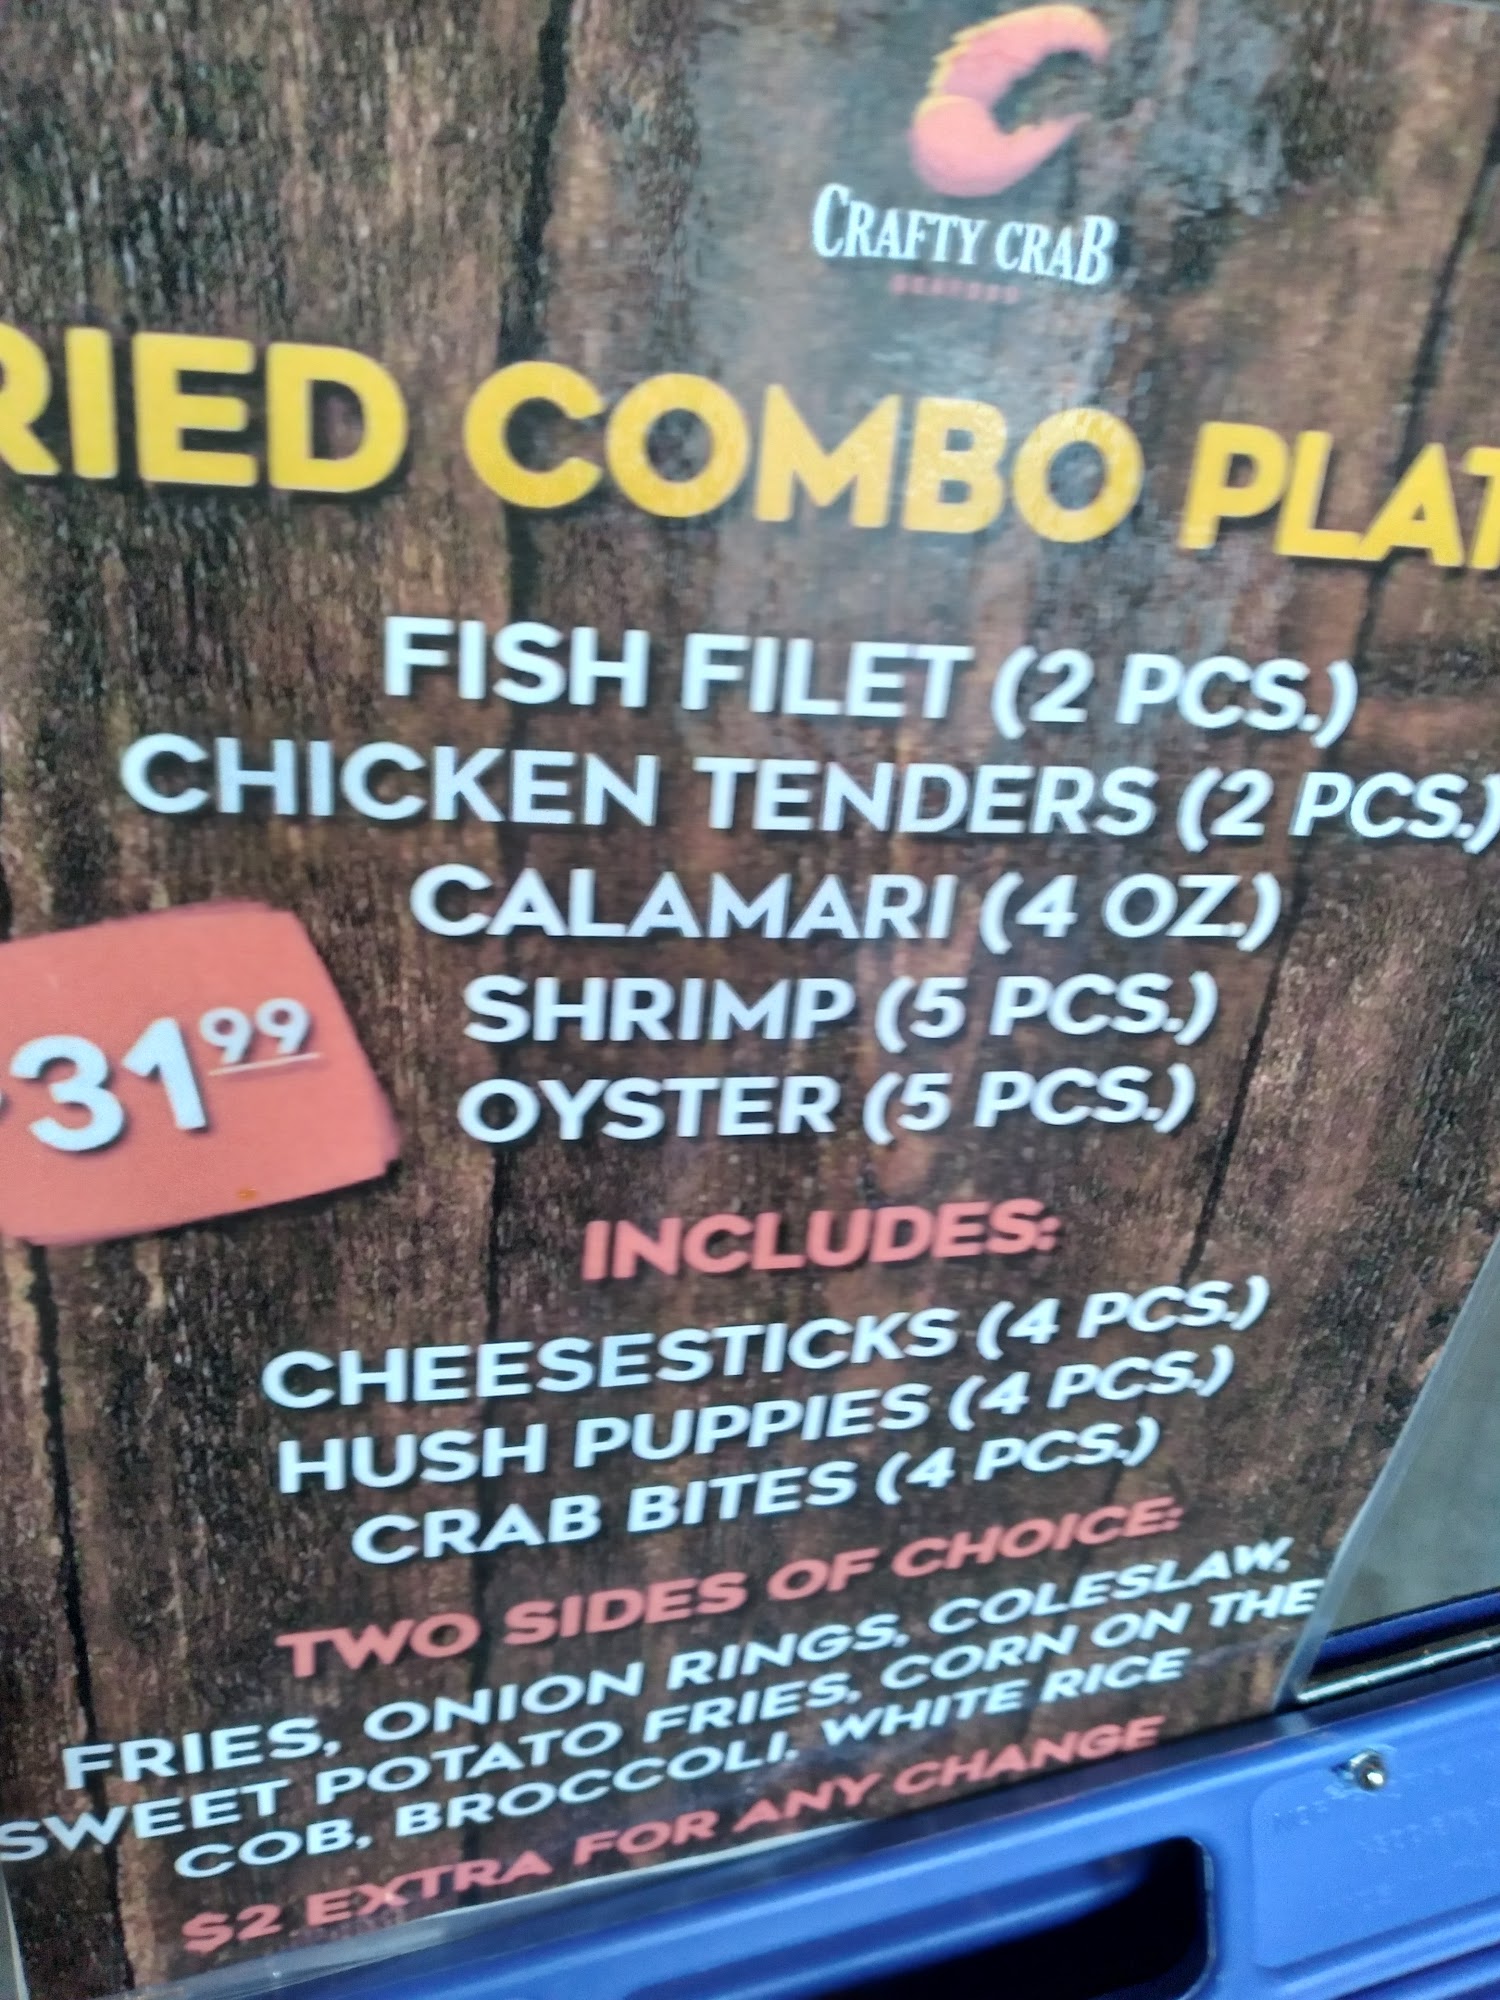 CRAFTY CRAB
SEAFOOD
RIED COMBO PLAT
FISH FILET (2 PCS.)
CHICKEN TENDERS (2 PCS.)
CALAMARI (4 OZ.)
SHRIMP (5 PCS.)
OYSTER (5 PCS.)
31.99
INCLUDES:
CHEESESTICKS (4 PCS.)
HUSH PUPPIES (4 PCS.)
CRAB BITES (4 PCS.)
TWO SIDES OF CHOICE:
FRIES, ONION RINGS, COLESLAW,
SWEET POTATO FRIES, CORN ON THE
COB, BROCCOLI, WHITE RICE
$2 EXTRA FOR ANY CHANGE